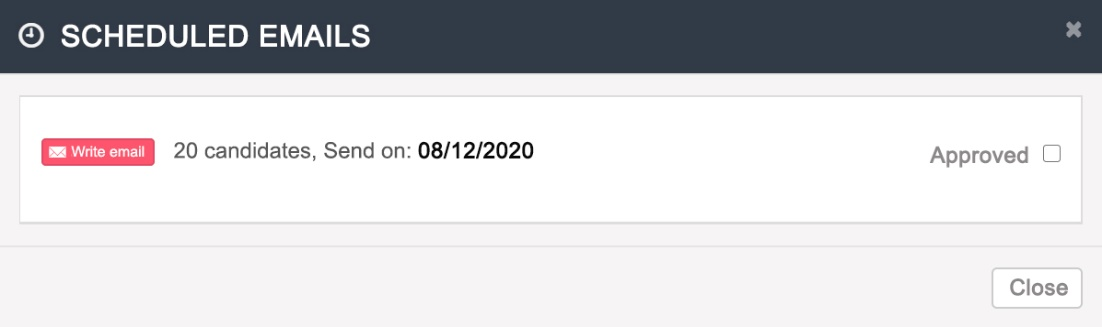 SCHEDULED EMAILS
Write email 20 candidates, Send on: 08/12/2020
Approved
Close